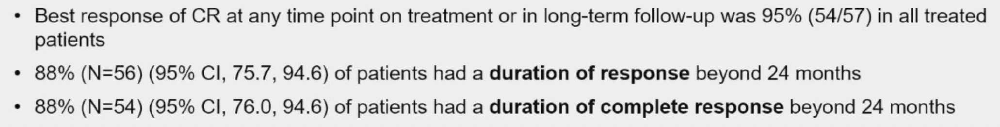 • Best response of CR at any time point on treatment or in long-term follow-up was 95% (54/57) in all treated
patients
• 88% (N=56) (95% CI, 75.7, 94.6) of patients had a duration of response beyond 24 months
• 88% (N=54) (95% CI, 76.0, 94.6) of patients had a duration of complete response beyond 24 months